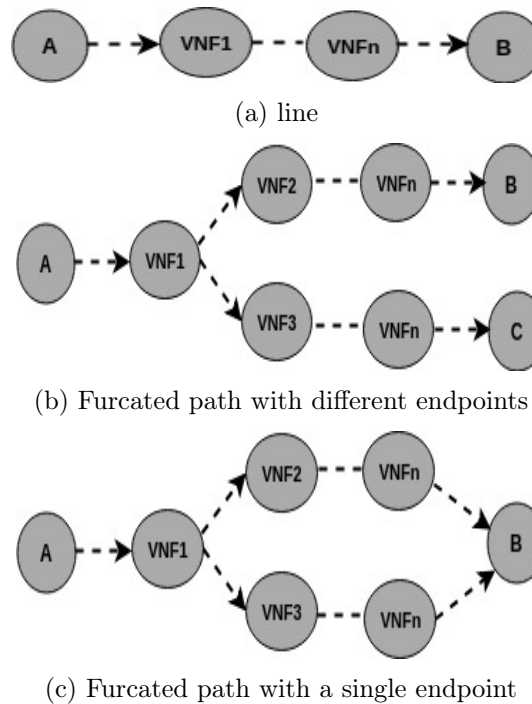 A VNF1 VNFn B
(a) line
VNF2 VNFn B
A VNF1
VNF3 VNFn C
(b) Furcated path with different endpoints
VNF2 VNFn
A VNF1 B
VNF3 VNFn
(c) Furcated path with a single endpoint